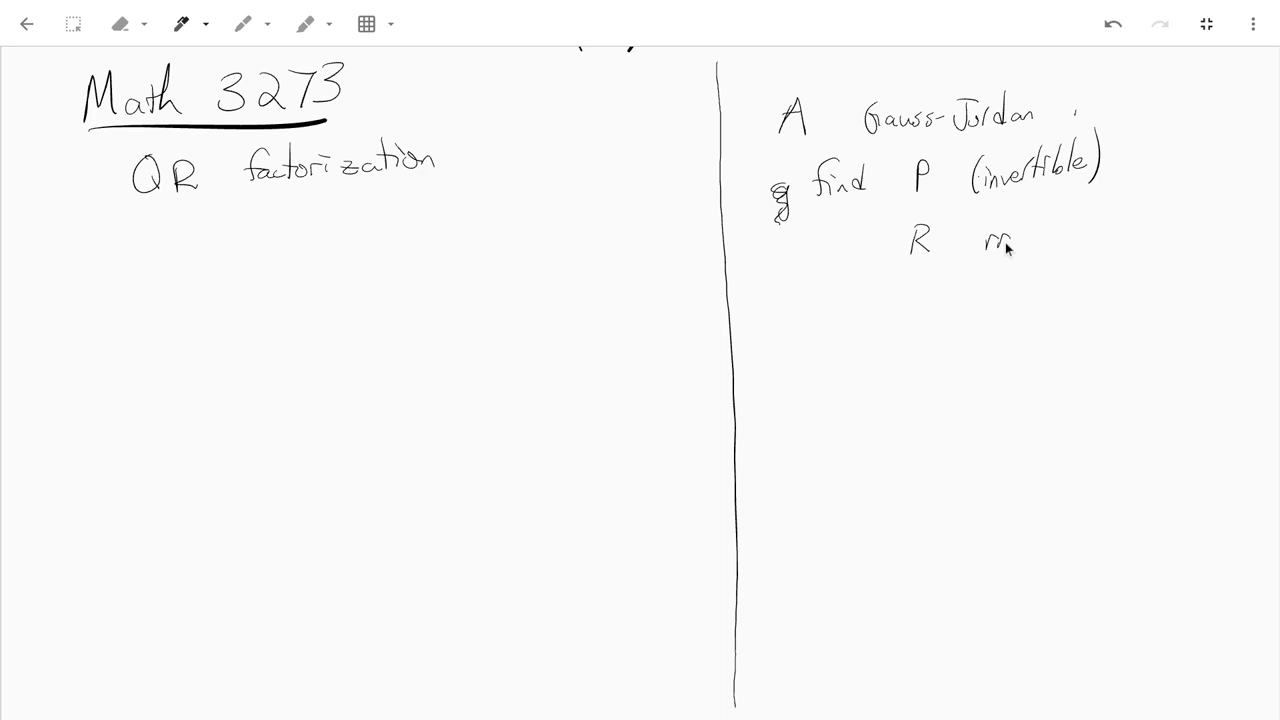 Math 3273
QR factorization
A Gauss-Jordan
find P (invertible)
R